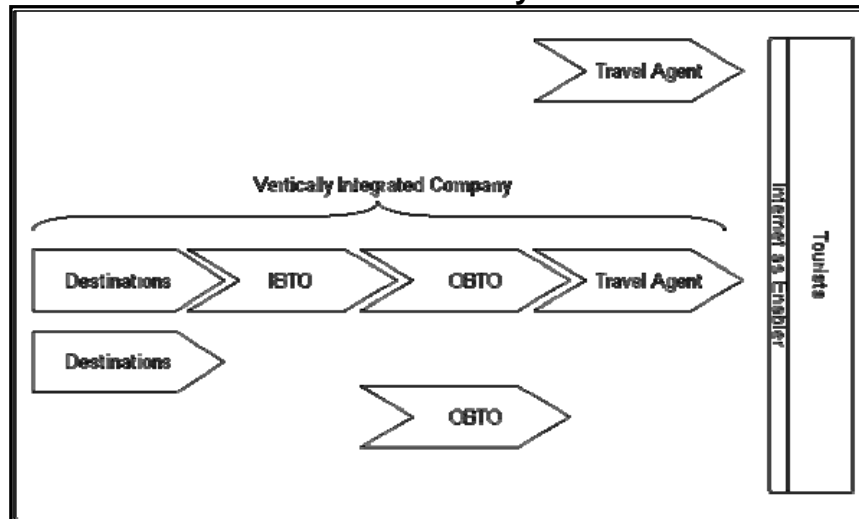 Travel Agent
Vertically Integrated Company
Destinations
IBTO
OBTO
Travel Agent
Destinations
OBTO
Internet as Enabler
Tourists